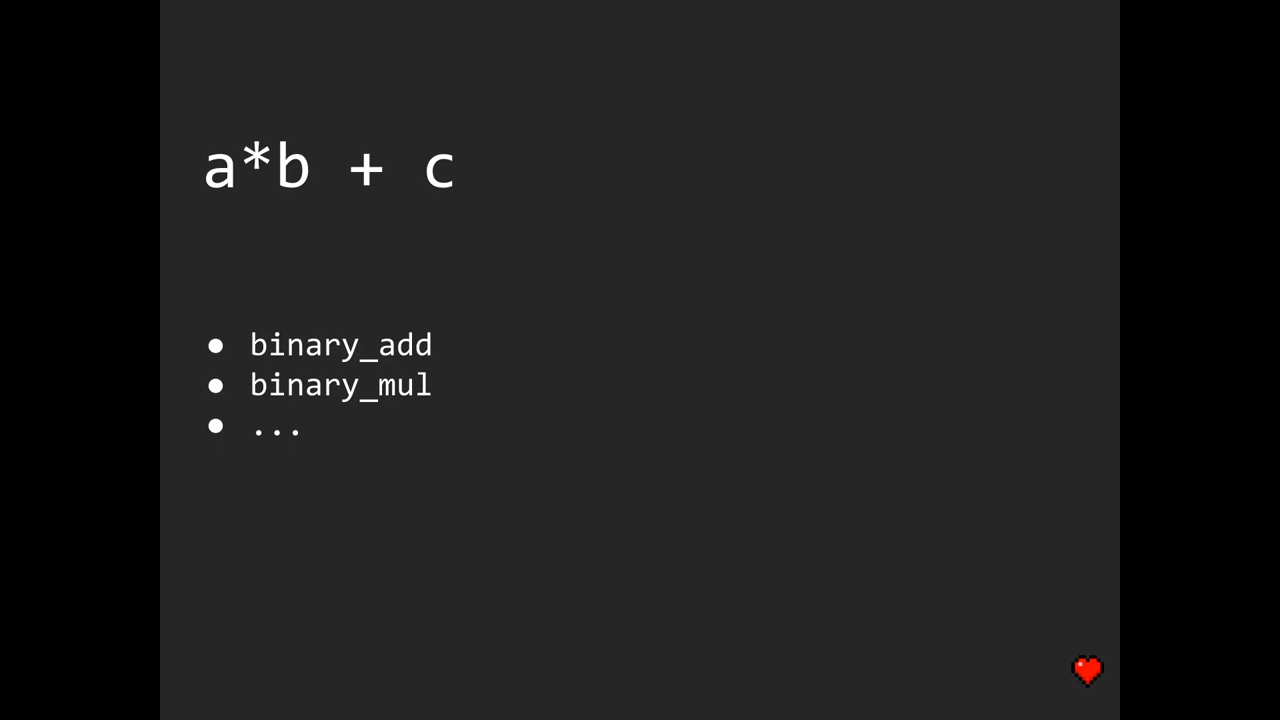 a*b + c
● binary_add
● binary_mul
● ...